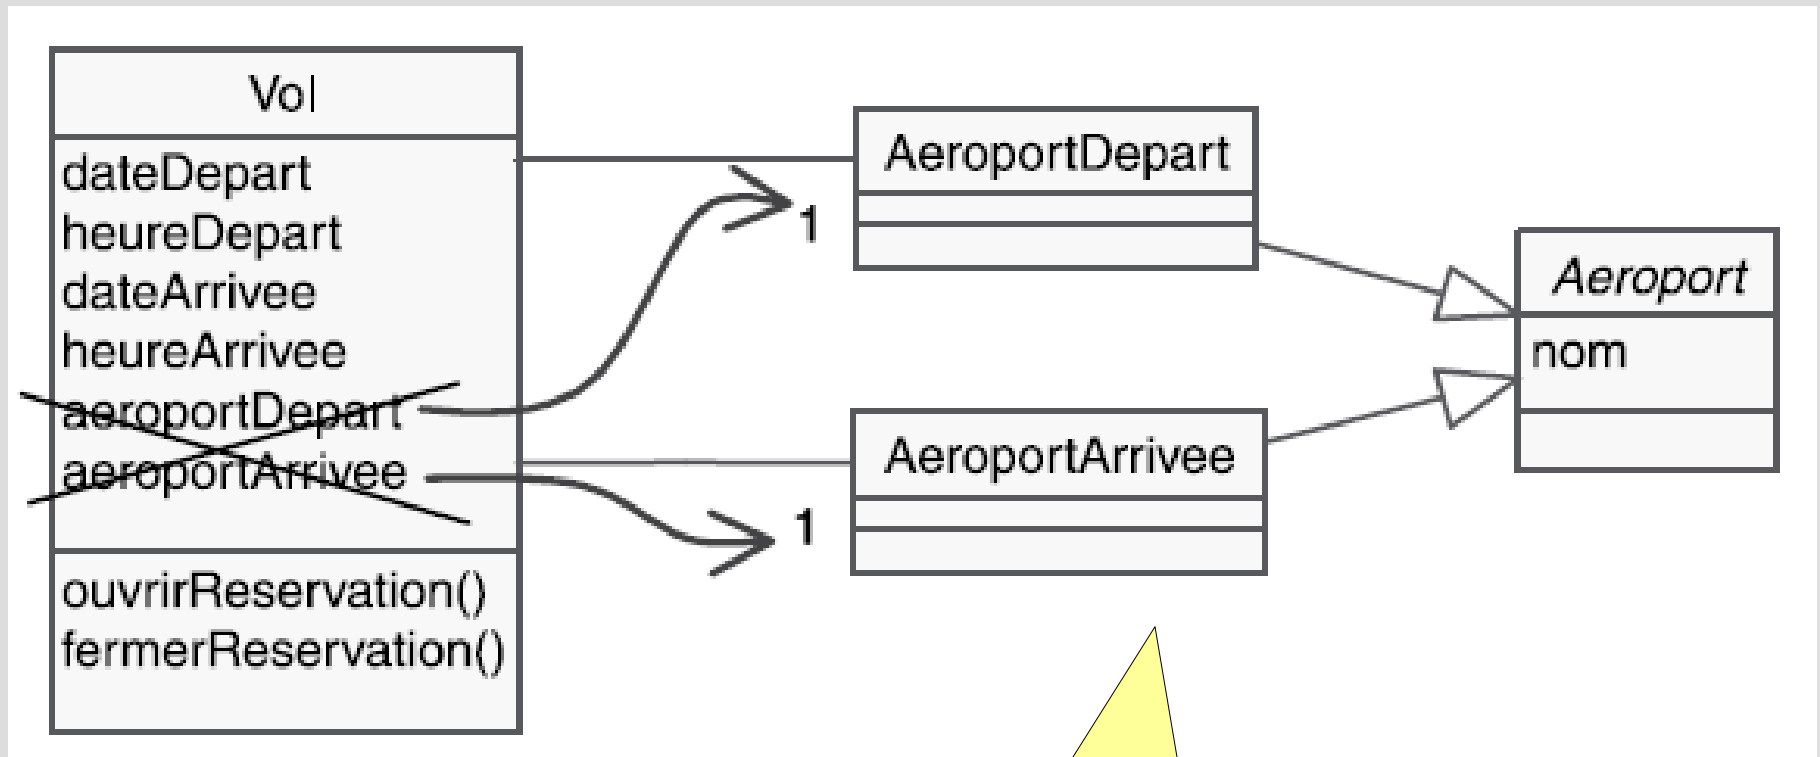 Vol
dateDepart
heureDepart
dateArrivee
heureArrivee
aeroportDepart
aeroportArrivee
ouvrirReservation()
fermerReservation()
AeroportDepart
1
AeroportArrivee
1
Aeroport
nom